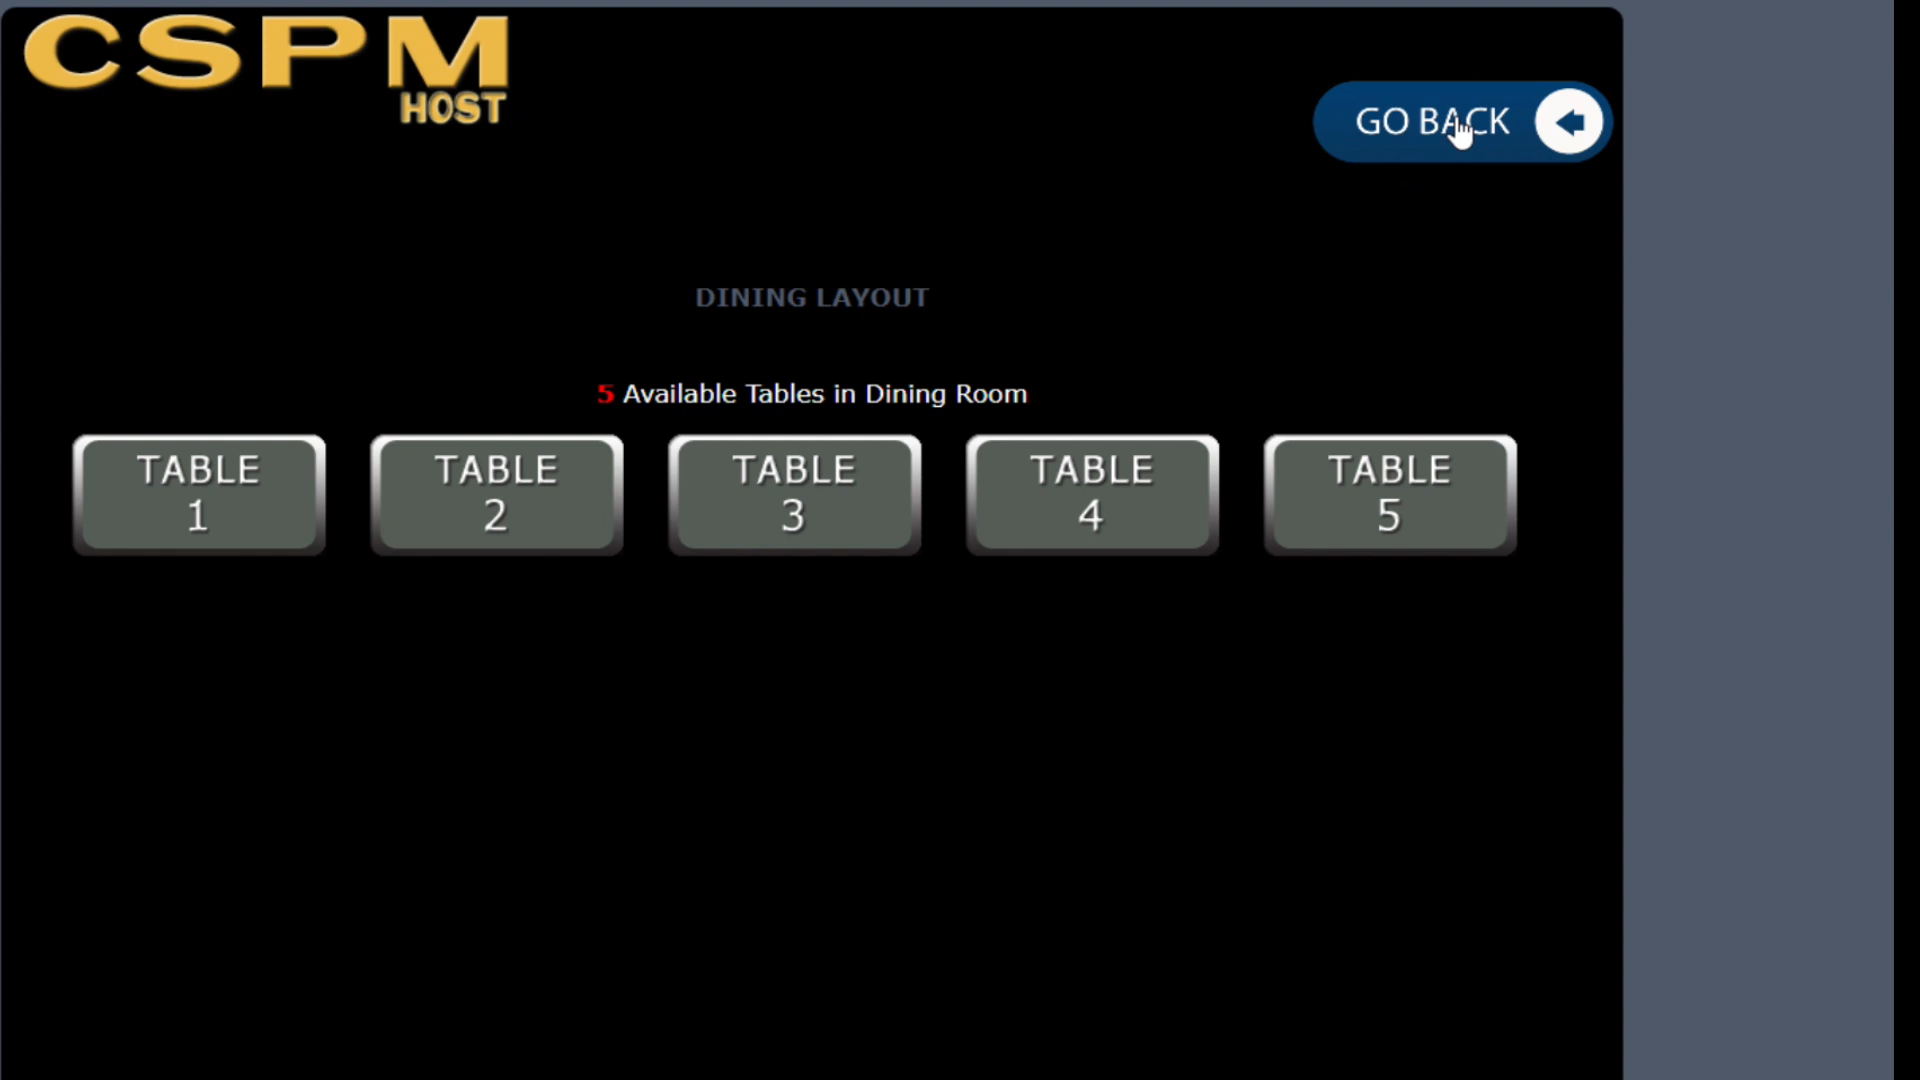 CSPM
HOST
GO BACK
DINING LAYOUT
5 Available Tables in Dining Room
TABLE
1
TABLE
2
TABLE
3
TABLE
4
TABLE
5